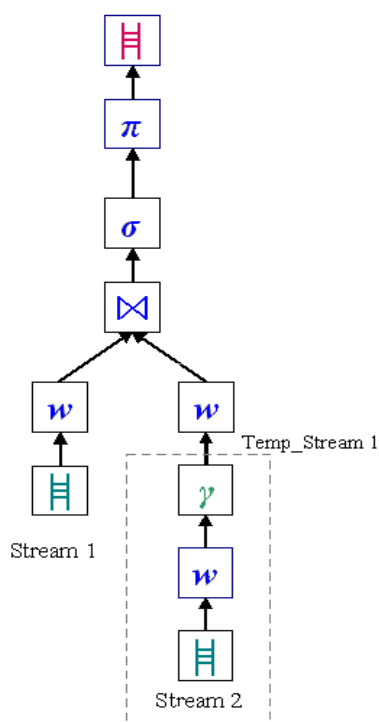 π
σ
⋈
w w
Temp_Stream 1
γ
Stream 1
w
Stream 2